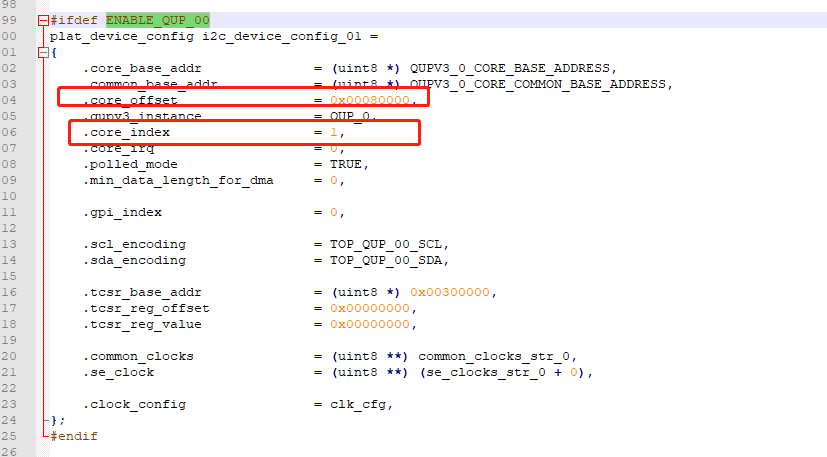 98
99 #ifdef ENABLE_QUP_00
00 plat_device_config i2c_device_config_01 =
01 {
02 .core_base_addr = (uint8 *) QUPV3_0_CORE_BASE_ADDRESS,
03 .common_base_addr = (uint8 *) QUPV3_0_CORE_COMMON_BASE_ADDRESS,
04 .core_offset = 0x00080000,
05 .qupv3_instance = QUP_0,
06 .core_index = 1,
07 .core_irq = 0,
08 .polled_mode = TRUE,
09 .min_data_length_for_dma = 0,
10
11 .gpi_index = 0,
12
13 .scl_encoding = TOP_QUP_00_SCL,
14 .sda_encoding = TOP_QUP_00_SDA,
15
16 .tcsr_base_addr = (uint8 *) 0x00300000,
17 .tcsr_reg_offset = 0x00000000,
18 .tcsr_reg_value = 0x00000000,
19
20 .common_clocks = (uint8 **) common_clocks_str_0,
21 .se_clock = (uint8 **) (se_clocks_str_0 + 0),
22
23 .clock_config = clk_cfg,
24 };
25 #endif
26